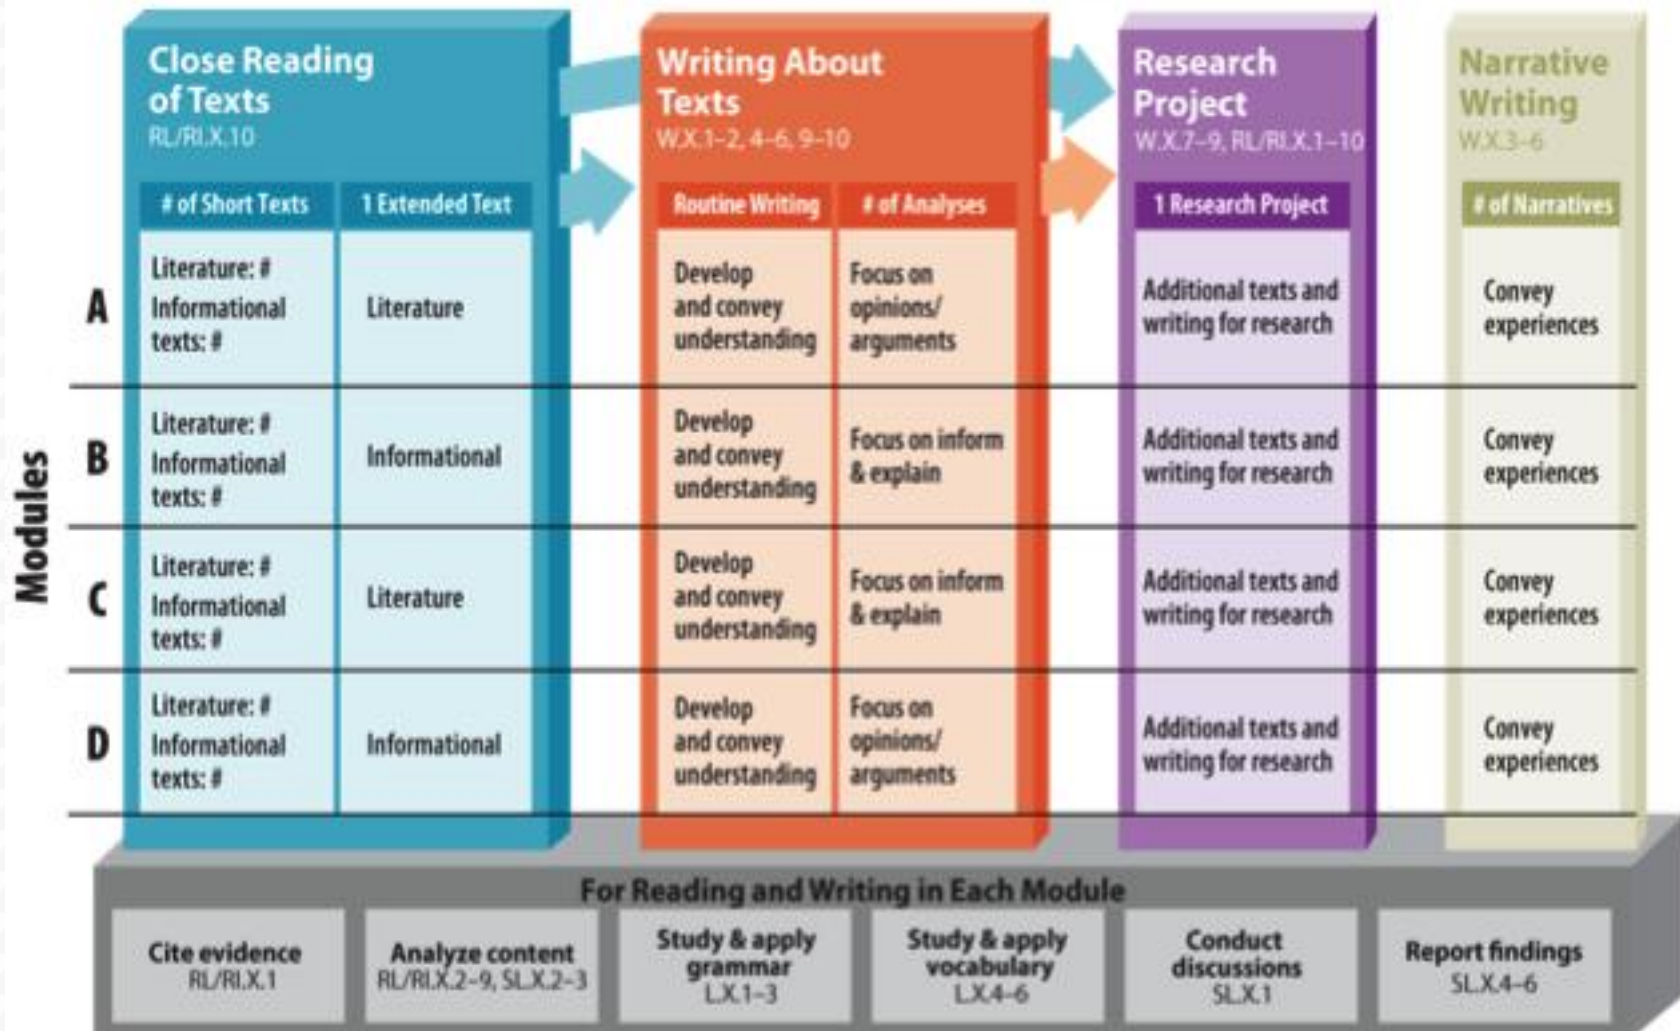 Close Reading
of Texts
RL/RI.X.10
Writing About
Texts
W.X.1–2, 4–6, 9–10
Research
Project
W.X.7–9, RL/RI.X.1–10
Narrative
Writing
W.X.3–6
# of Short Texts
1 Extended Text
Routine Writing
# of Analyses
1 Research Project
# of Narratives
Modules
A
Literature: #
Informational
texts: #
Literature
Develop
and convey
understanding
Focus on
opinions/
arguments
Additional texts and
writing for research
Convey
experiences
B
Literature: #
Informational
texts: #
Informational
Develop
and convey
understanding
Focus on inform
& explain
Additional texts and
writing for research
Convey
experiences
C
Literature: #
Informational
texts: #
Literature
Develop
and convey
understanding
Focus on inform
& explain
Additional texts and
writing for research
Convey
experiences
D
Literature: #
Informational
texts: #
Informational
Develop
and convey
understanding
Focus on
opinions/
arguments
Additional texts and
writing for research
Convey
experiences
For Reading and Writing in Each Module
Cite evidence
RL/RI.X.1
Analyze content
RL/RI.X.2–9, SL.X.2–3
Study & apply
grammar
L.X.1–3
Study & apply
vocabulary
L.X.4–6
Conduct
discussions
SL.X.1
Report findings
SL.X.4–6